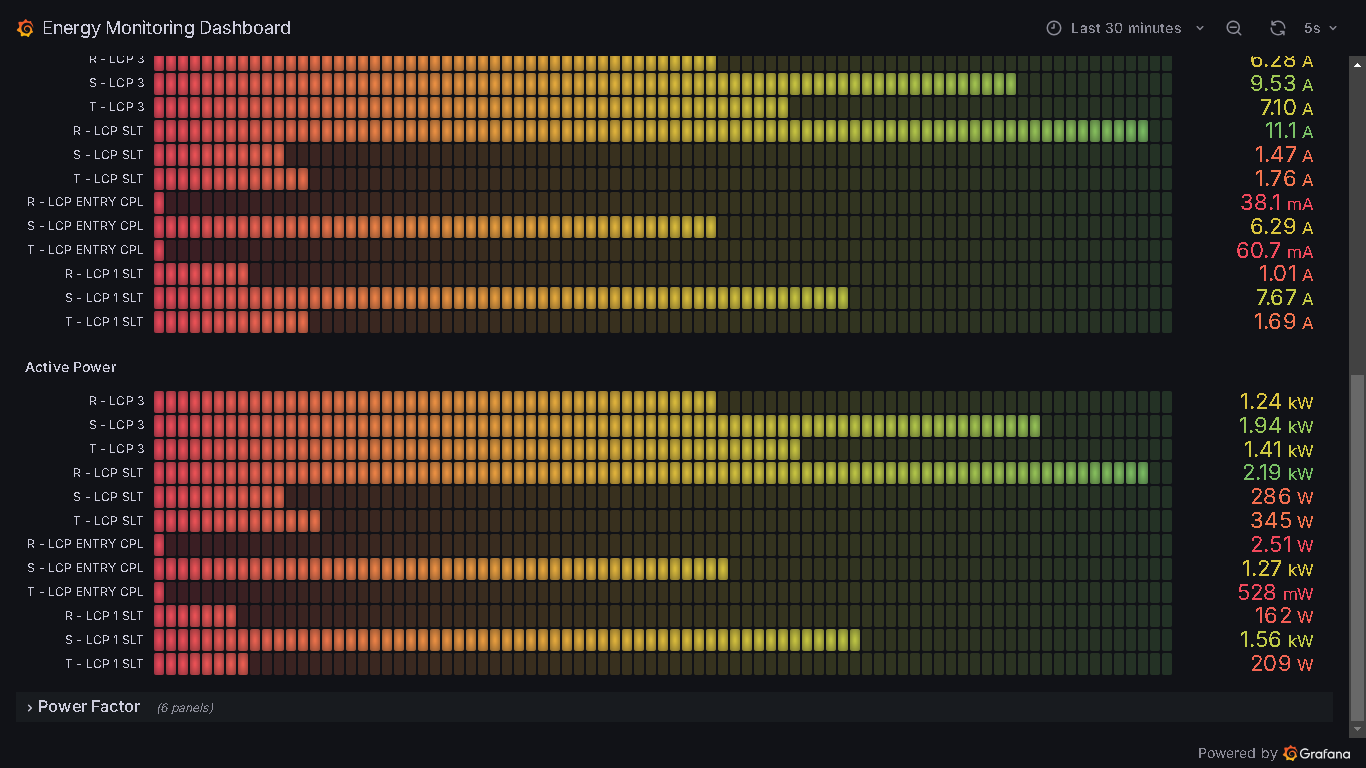 Energy Monitoring Dashboard Last 30 minutes 5s
R - LCP 3 6.28 A
S - LCP 3 9.53 A
T - LCP 3 7.10 A
R - LCP SLT 11.1 A
S - LCP SLT 1.47 A
T - LCP SLT 1.76 A
R - LCP ENTRY CPL 38.1 mA
S - LCP ENTRY CPL 6.29 A
T - LCP ENTRY CPL 60.7 mA
R - LCP 1 SLT 1.01 A
S - LCP 1 SLT 7.67 A
T - LCP 1 SLT 1.69 A
Active Power
R - LCP 3 1.24 kW
S - LCP 3 1.94 kW
T - LCP 3 1.41 kW
R - LCP SLT 2.19 kW
S - LCP SLT 286 W
T - LCP SLT 345 W
R - LCP ENTRY CPL 2.51 W
S - LCP ENTRY CPL 1.27 kW
T - LCP ENTRY CPL 528 mW
R - LCP 1 SLT 162 W
S - LCP 1 SLT 1.56 kW
T - LCP 1 SLT 209 W
Power Factor (6 panels)
Powered by Grafana